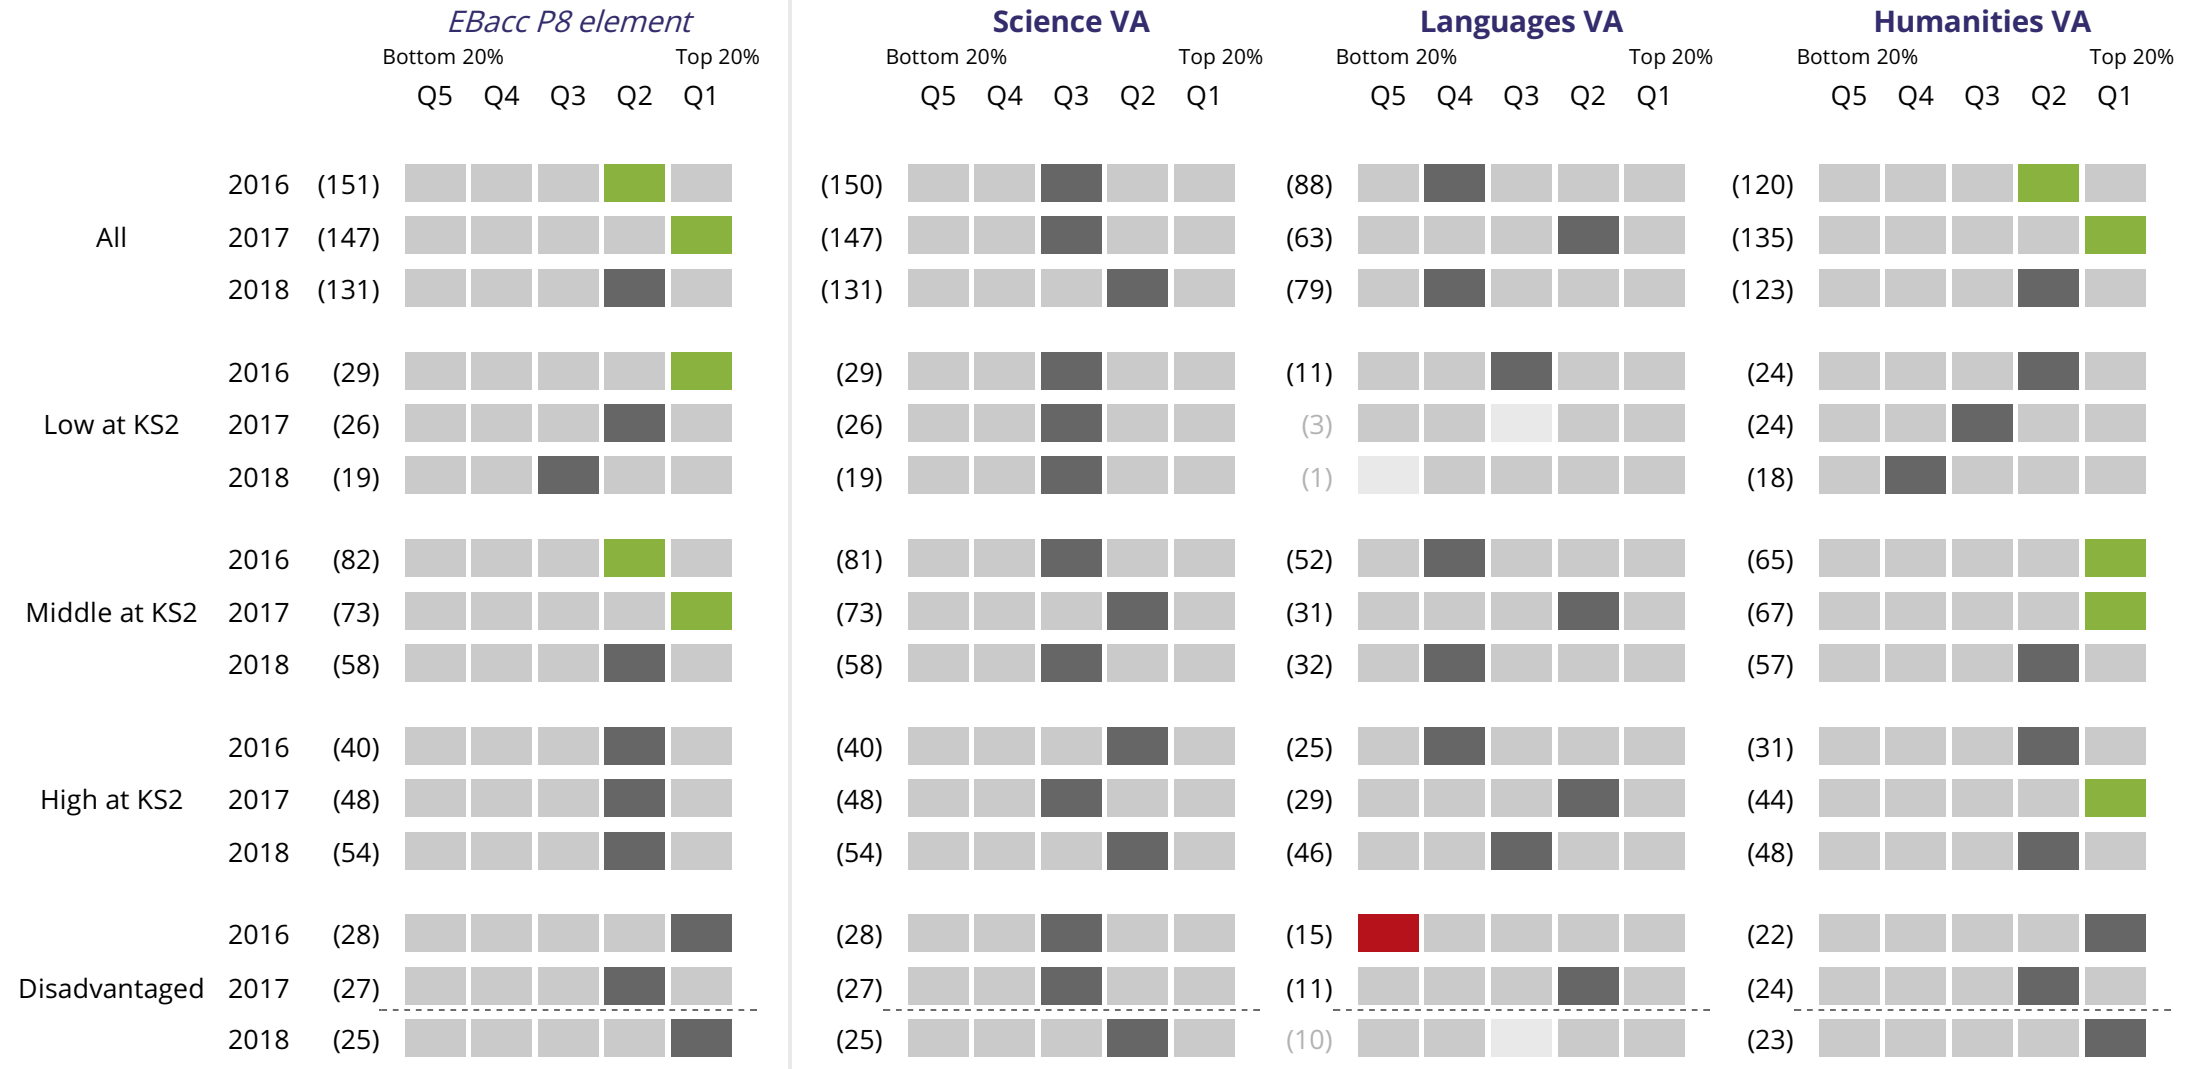 EBacc P8 element Science VA Languages VA Humanities VA
Bottom 20% Top 20% Bottom 20% Top 20% Bottom 20% Top 20% Bottom 20% Top 20%
Q5 Q4 Q3 Q2 Q1 Q5 Q4 Q3 Q2 Q1 Q5 Q4 Q3 Q2 Q1 Q5 Q4 Q3 Q2 Q1
2016 (151) (150) (88) (120)
All 2017 (147) (147) (63) (135)
2018 (131) (131) (79) (123)
2016 (29) (29) (11) (24)
Low at KS2 2017 (26) (26) (3) (24)
2018 (19) (19) (1) (18)
2016 (82) (81) (52) (65)
Middle at KS2 2017 (73) (73) (31) (67)
2018 (58) (58) (32) (57)
2016 (40) (40) (25) (31)
High at KS2 2017 (48) (48) (29) (44)
2018 (54) (54) (46) (48)
2016 (28) (28) (15) (22)
Disadvantaged 2017 (27) (27) (11) (24)
2018 (25) (25) (10) (23)